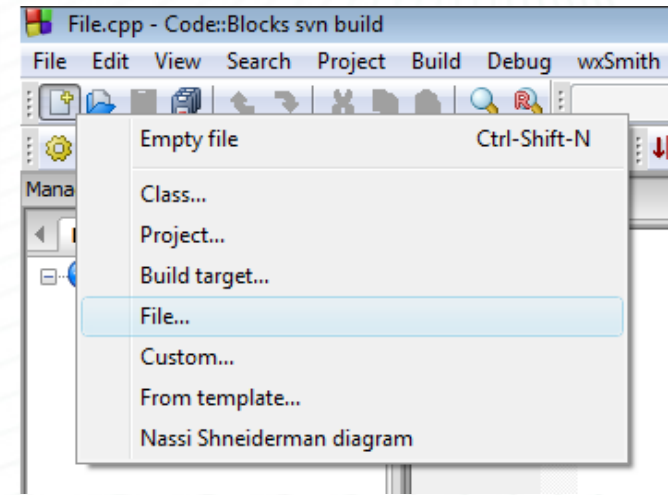 File.cpp - Code::Blocks svn build
File Edit View Search Project Build Debug wxSmith
Empty file Ctrl-Shift-N
Mana
Class...
Project...
Build target...
File...
Custom...
From template...
Nassi Shneiderman diagram